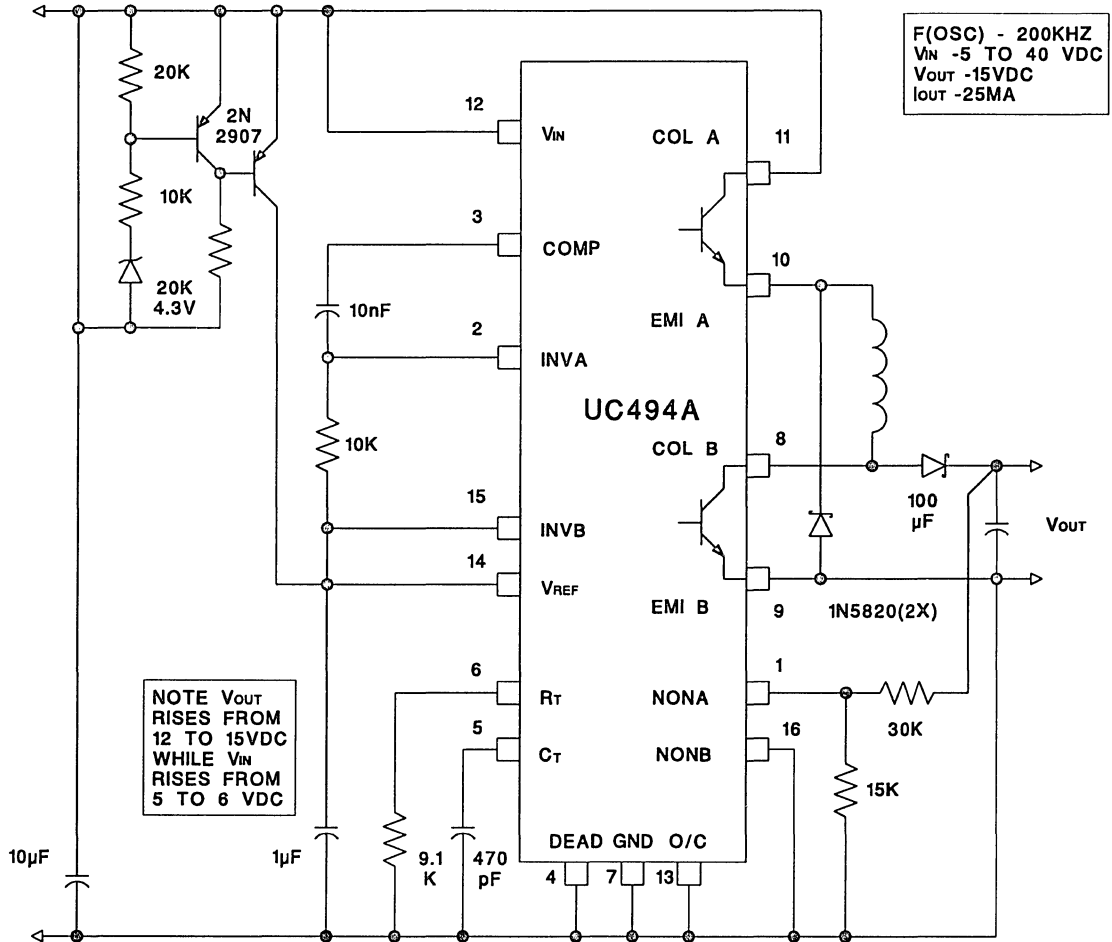 F(OSC) - 200KHZ
VIN -5 TO 40 VDC
VOUT -15VDC
IOUT -25MA
20K
2N
2907
10K
20K
4.3V
12
VIN
COL A
11
3
COMP
10
10nF
EMI A
2
INVA
UC494A
10K
COL B
8
15
INVB
100
µF
VOUT
14
VREF
EMI B
9
1N5820(2X)
6
RT
1
NONA
30K
5
CT
16
NONB
15K
NOTE VOUT
RISES FROM
12 TO 15VDC
WHILE VIN
RISES FROM
5 TO 6 VDC
10µF
1µF
9.1
K
470
pF
DEAD GND O/C
4
7
13